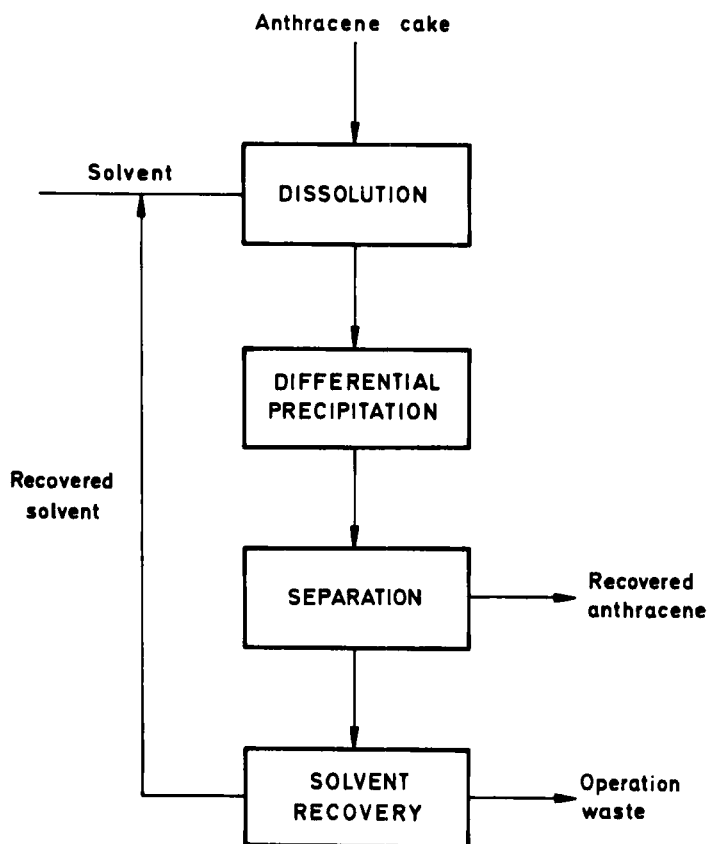 Anthracene cake
Solvent
DISSOLUTION
DIFFERENTIAL
PRECIPITATION
Recovered
solvent
SEPARATION
Recovered
anthracene
SOLVENT
RECOVERY
Operation
waste